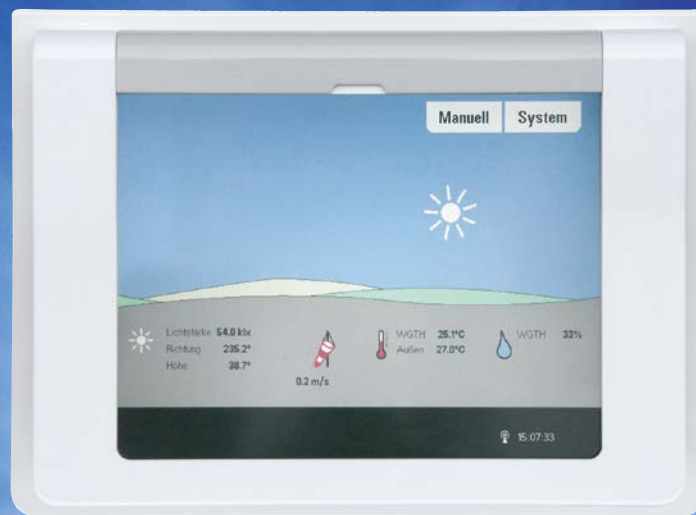 Manuell System
Lichtstärke 54.0 klx
Richtung 235.2°
Höhe 38.7°
0.2 m/s
WGTH 25.1°C
Außen 27.0°C
WGTH 33%
15:07:33